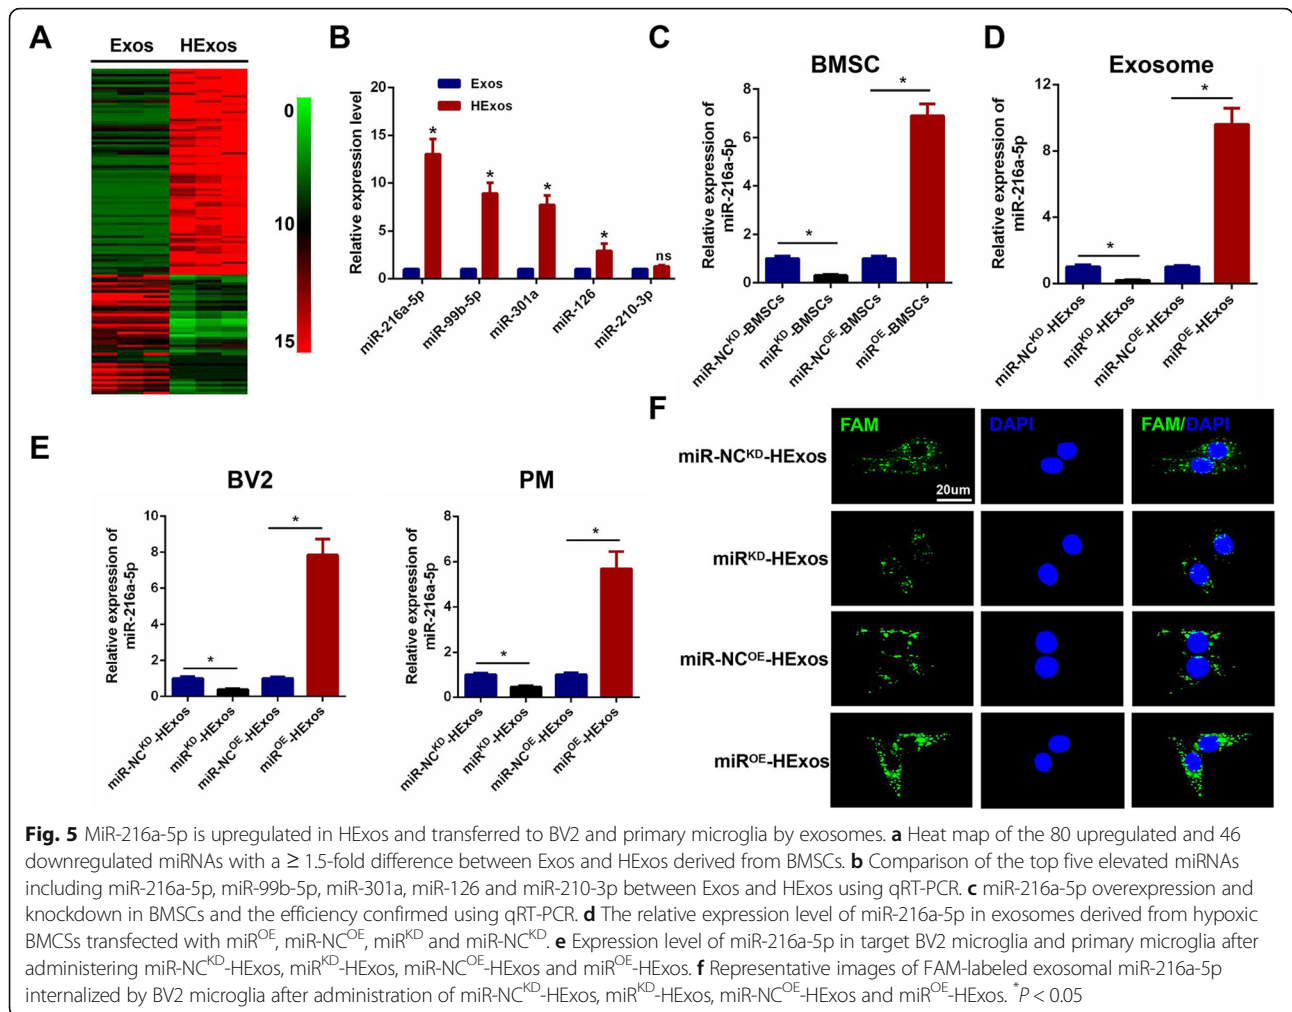 A
Exos HExos
0
10
15
B
Relative expression level
20
15
10
5
0
Exos
HExos
*
*
*
*
ns
miR-216a-5p
miR-99b-5p
miR-301a
miR-126
miR-210-3p
C
BMSC
Relative expression of
miR-216a-5p
8
6
4
2
0
*
*
miR-NCKD-BMSCs
miRKD-BMSCs
miR-NCOE-BMSCs
miROE-BMSCs
D
Exosome
Relative expression of
miR-216a-5p
12
8
4
0
*
*
miR-NCKD-HExos
miRKD-HExos
miR-NCOE-HExos
miROE-HExos
E
BV2
Relative expression of
miR-216a-5p
10
8
6
4
2
0
*
*
miR-NCKD-HExos
miRKD-HExos
miR-NCOE-HExos
miROE-HExos
PM
Relative expression of
miR-216a-5p
8
6
4
2
0
*
*
miR-NCKD-HExos
miRKD-HExos
miR-NCOE-HExos
miROE-HExos
F
FAM DAPI FAM/DAPI
miR-NCKD-HExos
20um
miRKD-HExos
miR-NCOE-HExos
miROE-HExos
Fig. 5 MiR-216a-5p is upregulated in HExos and transferred to BV2 and primary microglia by exosomes. a Heat map of the 80 upregulated and 46
downregulated miRNAs with a ≥ 1.5-fold difference between Exos and HExos derived from BMSCs. b Comparison of the top five elevated miRNAs
including miR-216a-5p, miR-99b-5p, miR-301a, miR-126 and miR-210-3p between Exos and HExos using qRT-PCR. c miR-216a-5p overexpression and
knockdown in BMSCs and the efficiency confirmed using qRT-PCR. d The relative expression level of miR-216a-5p in exosomes derived from hypoxic
BMCSs transfected with miROE, miR-NCOE, miRKD and miR-NCKD. e Expression level of miR-216a-5p in target BV2 microglia and primary microglia after
administering miR-NCKD-HExos, miRKD-HExos, miR-NCOE-HExos and miROE-HExos. f Representative images of FAM-labeled exosomal miR-216a-5p
internalized by BV2 microglia after administration of miR-NCKD-HExos, miRKD-HExos, miR-NCOE-HExos and miROE-HExos. *P < 0.05